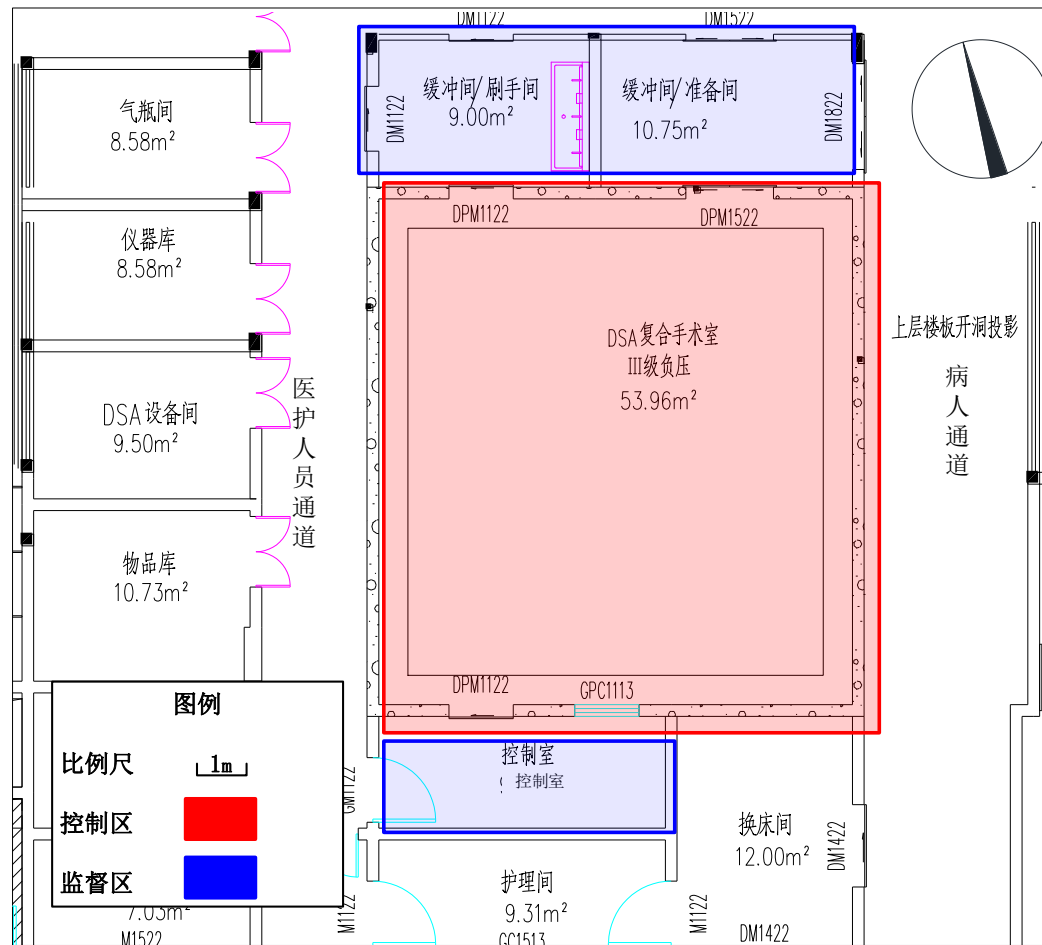 DM1122
DM1522
气瓶间
8.58m²
缓冲间/刷手间
9.00m²
DM1122
缓冲间/准备间
10.75m²
DM1822
DPM1122
DPM1522
仪器库
8.58m²
DSA复合手术室
III级负压
53.96m²
上层楼板开洞投影
病人通道
医护人员通道
DSA设备间
9.50m²
物品库
10.73m²
DPM1122
GPC1113
图例
比例尺
1m
控制区
监督区
控制室
控制室
GM1122
换床间
12.00m²
DM1422
护理间
9.31m²
7.03m²
M1522
M1122
GC1513
M1122
DM1422